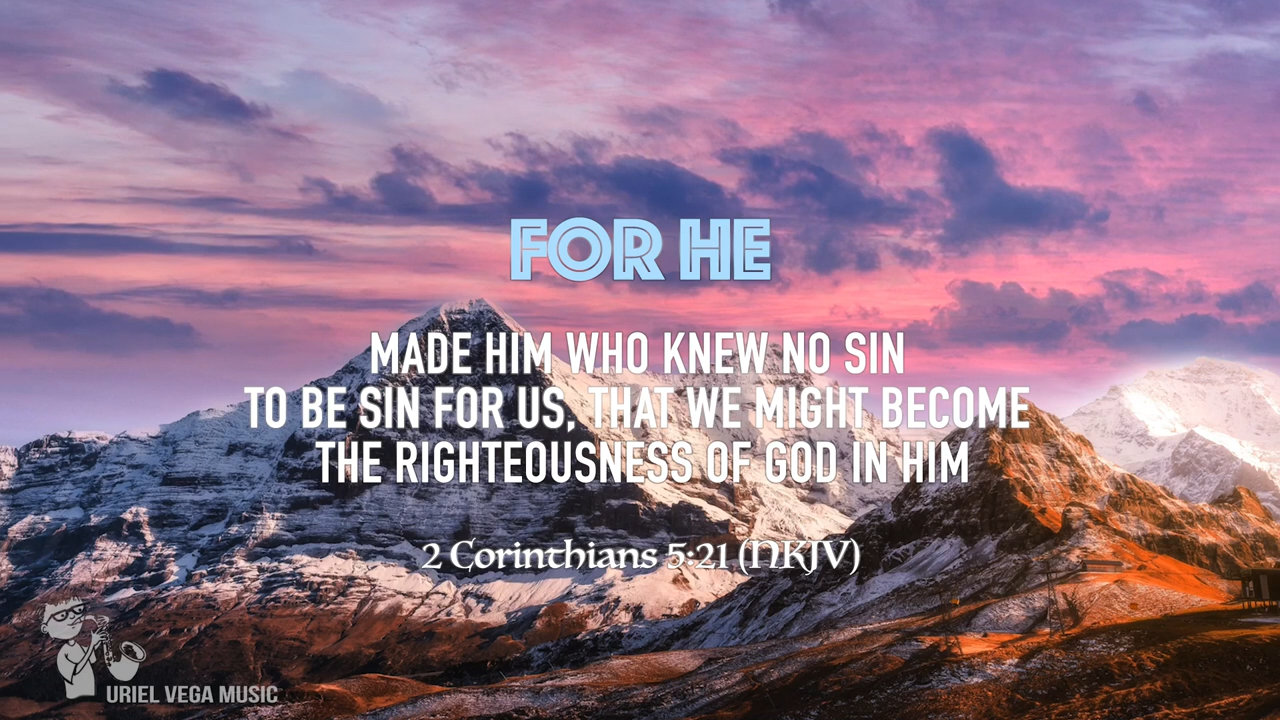 FOR HE
MADE HIM WHO KNEW NO SIN
TO BE SIN FOR US, THAT WE MIGHT BECOME
THE RIGHTEOUSNESS OF GOD IN HIM
2 Corinthians 5:21 (NKJV)
URIEL VEGA MUSIC